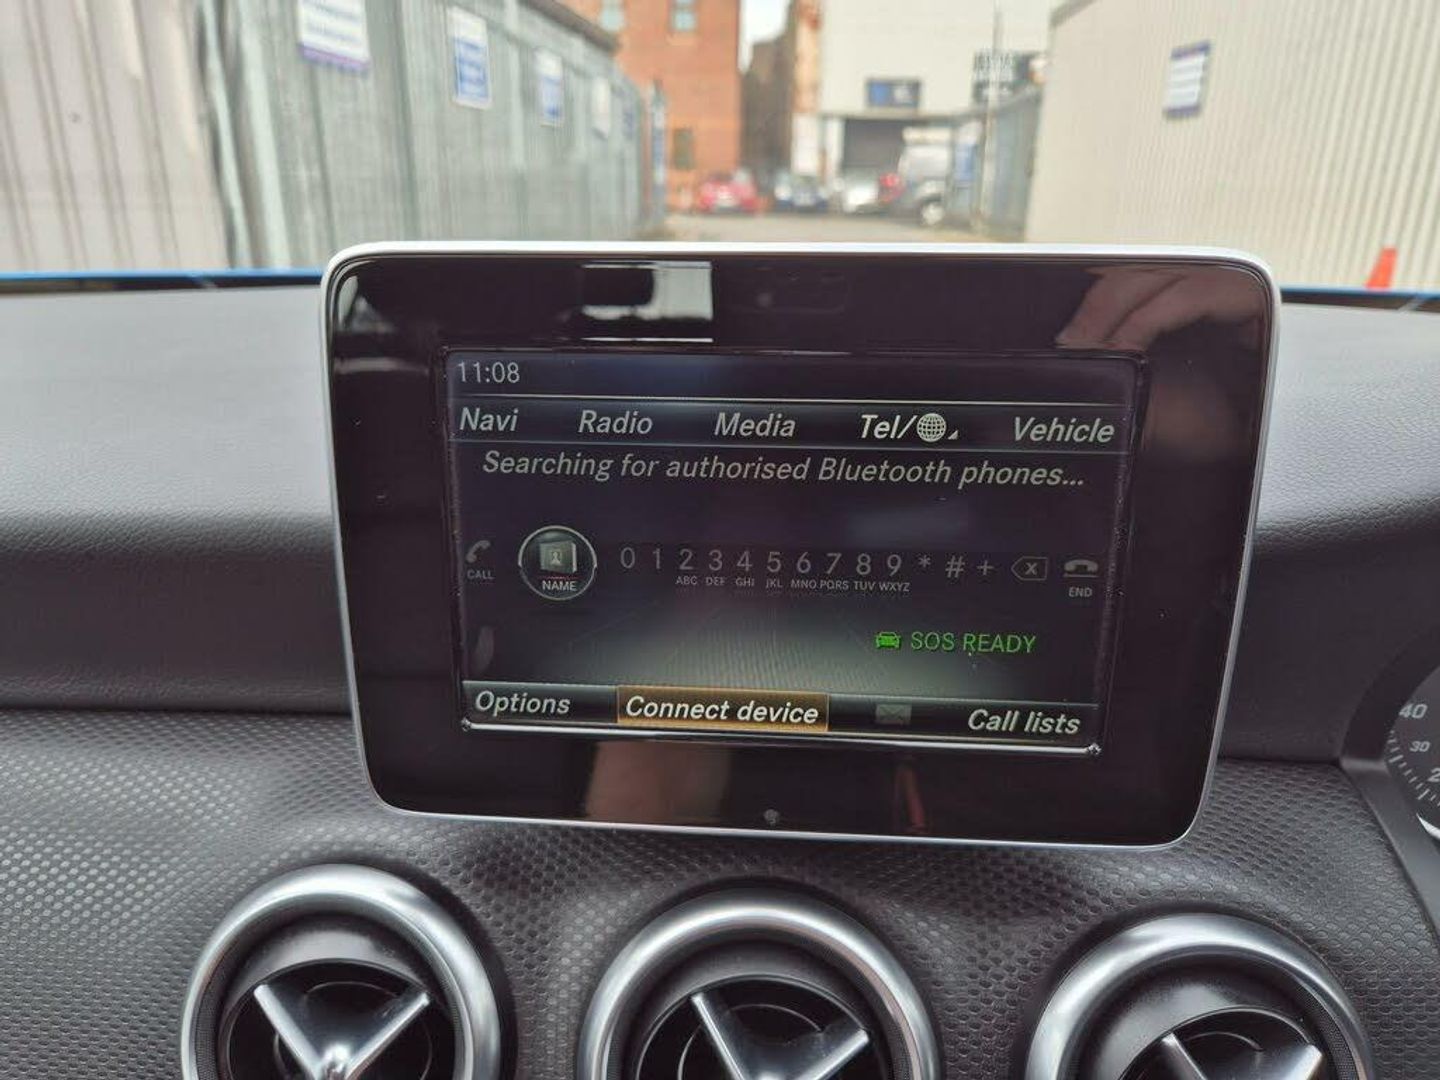 11:08
Navi Radio Media Tel/ Vehicle
Searching for authorised Bluetooth phones...
CALL NAME 0 1 2 3 4 5 6 7 8 9 * # + x END
ABC DEF GHI JKL MNO PQRS TUV WXYZ
SOS READY
Options Connect device Call lists
40
30
2